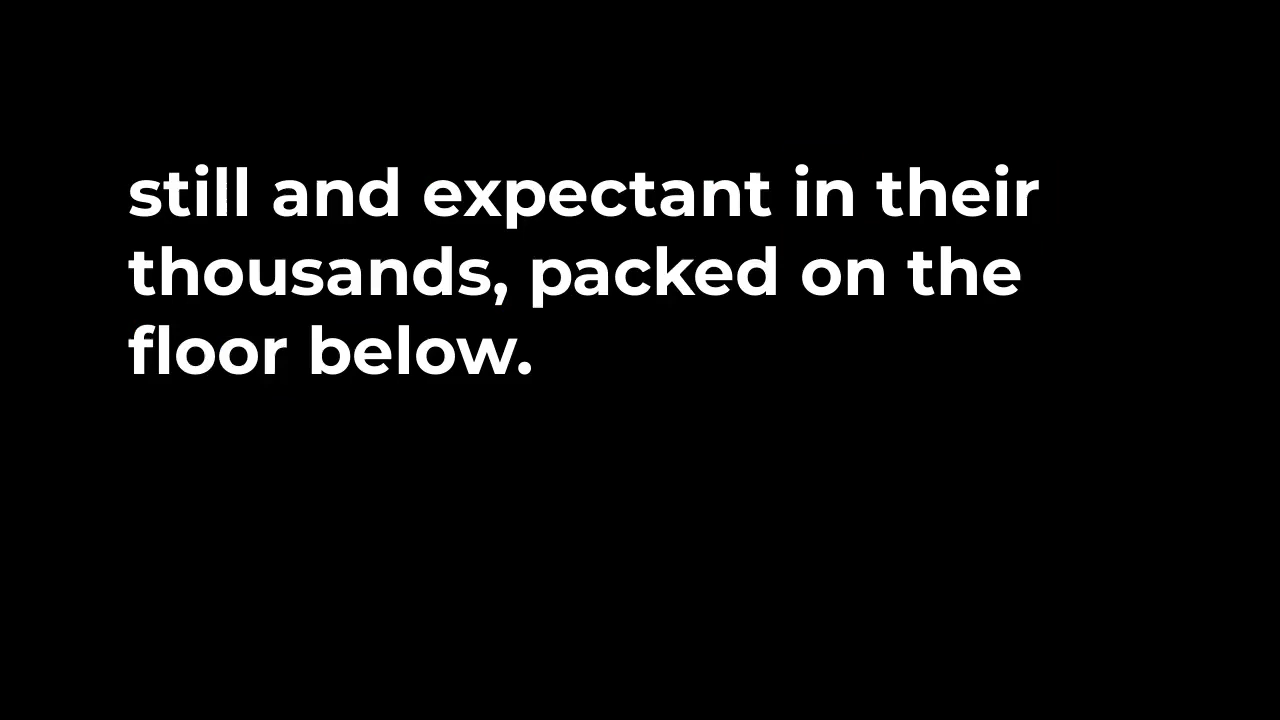 still and expectant in their
thousands, packed on the
floor below.